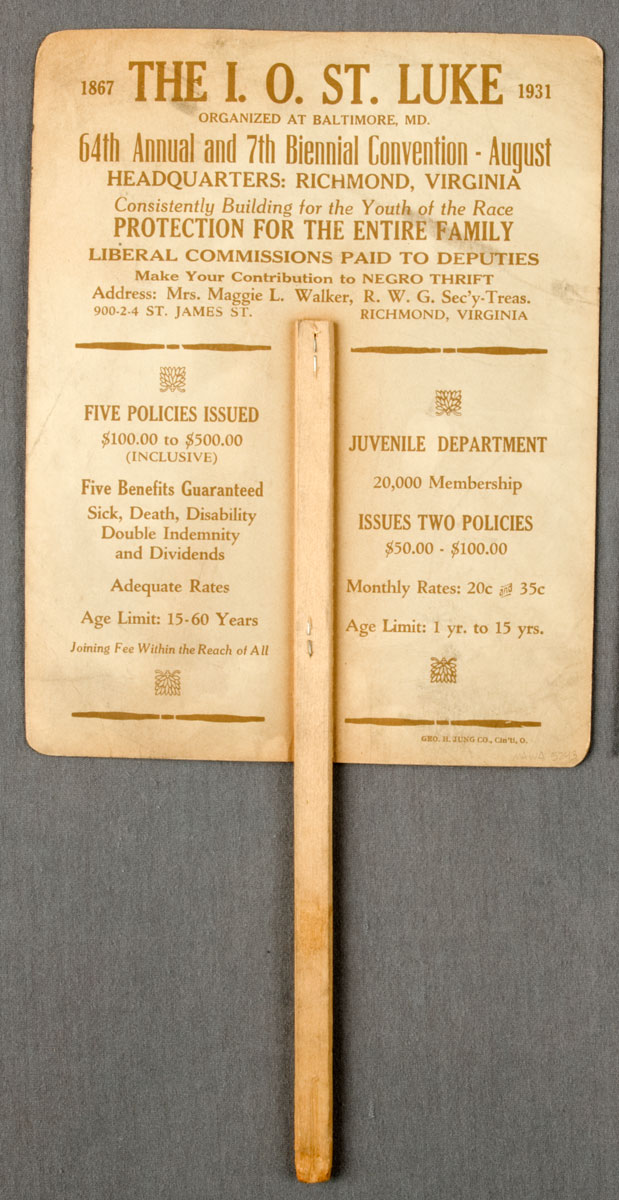 1867 THE I. O. ST. LUKE 1931
ORGANIZED AT BALTIMORE, MD.
64th Annual and 7th Biennial Convention - August
HEADQUARTERS: RICHMOND, VIRGINIA
Consistently Building for the Youth of the Race
PROTECTION FOR THE ENTIRE FAMILY
LIBERAL COMMISSIONS PAID TO DEPUTIES
Make Your Contribution to NEGRO THRIFT
Address: Mrs. Maggie L. Walker, R. W. G. Sec'y-Treas.
900-2-4 ST. JAMES ST. RICHMOND, VIRGINIA
FIVE POLICIES ISSUED
$100.00 to $500.00
(INCLUSIVE)
Five Benefits Guaranteed
Sick, Death, Disability
Double Indemnity
and Dividends
Adequate Rates
Age Limit: 15-60 Years
Joining Fee Within the Reach of All
JUVENILE DEPARTMENT
20,000 Membership
ISSUES TWO POLICIES
$50.00 - $100.00
Monthly Rates: 20c and 35c
Age Limit: 1 yr. to 15 yrs.
GEO. H. JUNG CO., Cin'ti, O.